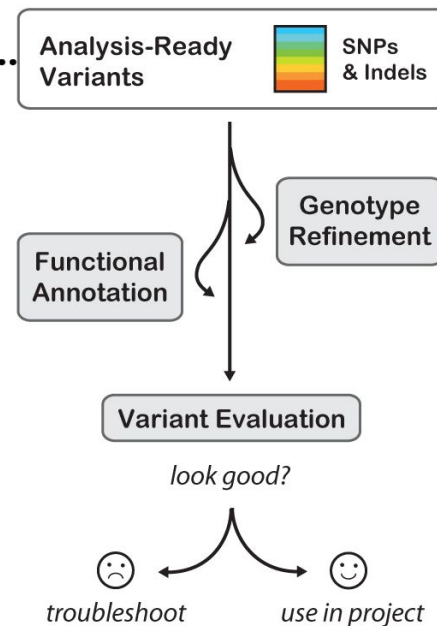 Analysis-Ready
Variants
SNPs
& Indels
Genotype
Refinement
Functional
Annotation
Variant Evaluation
look good?
troubleshoot
use in project